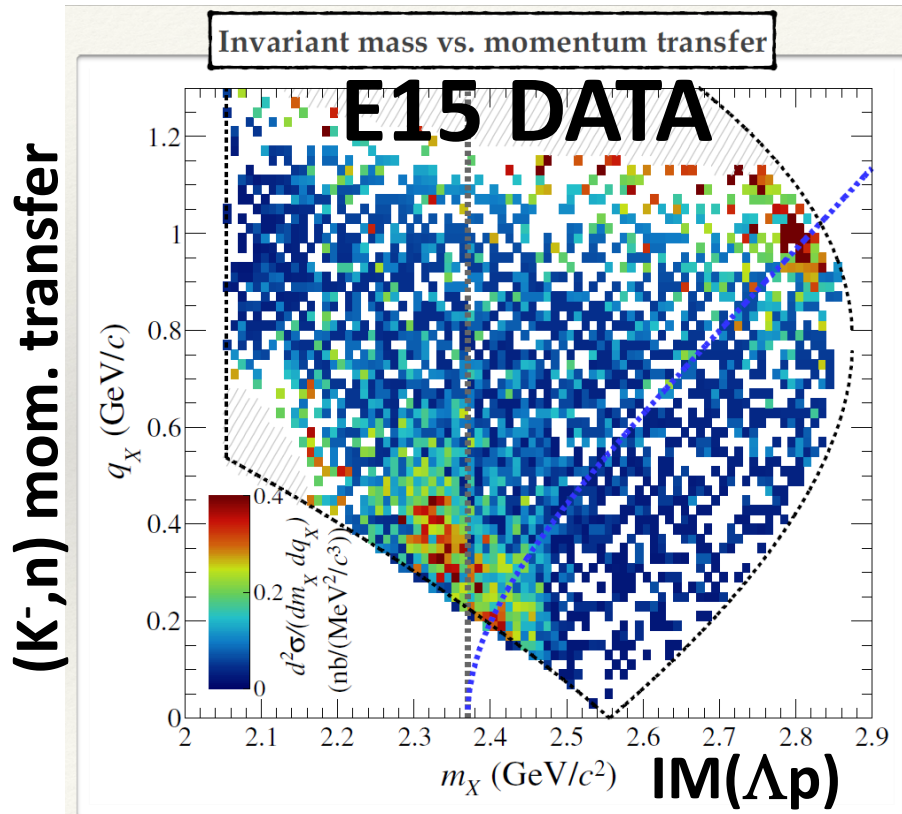 Invariant mass vs. momentum transfer
E15 DATA
(K⁻,n) mom. transfer
q_X (GeV/c)
1.2
1
0.8
0.6
0.4
0.2
0
0.4
0.2
0
d²σ/(dm_X dq_X)
(nb/(MeV²/c³))
2 2.1 2.2 2.3 2.4 2.5 2.6 2.7 2.8 2.9
m_X (GeV/c²)
IM(Λp)